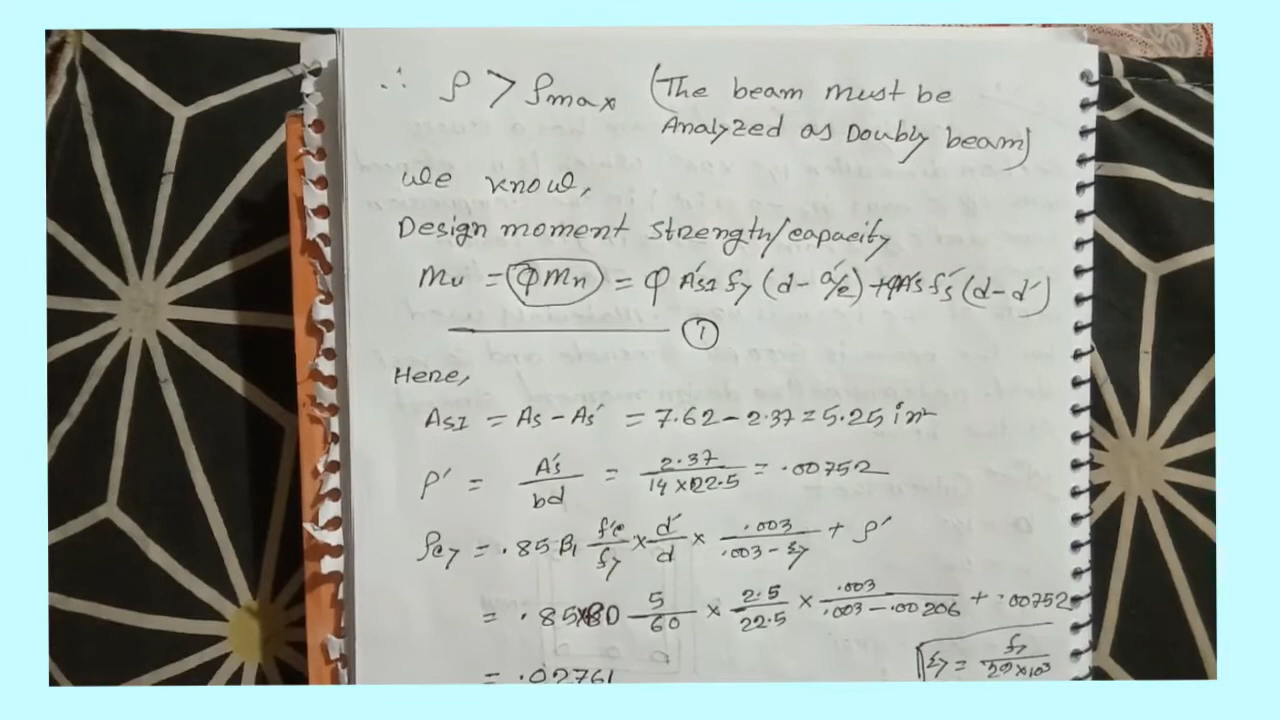 ∴ ρ > ρmax (The beam must be
Analyzed as Doubly beam)
we know,
Design moment strength/capacity
Mu = φMn = φ As1 fy (d - a/2) + φAs' fs' (d - d')
①
Here,
As1 = As - As' = 7.62 - 2.37 = 5.25 in²
ρ' = As'/bd = 2.37/14 × 22.5 = .00752
ρcy = .85 β1 f'c/fy × d'/d × .003/.003 - εy + ρ'
= .85×80 5/60 × 2.5/22.5 × .003/.003 - .00206 + .00752
εy = fy/29×10³
= .02761